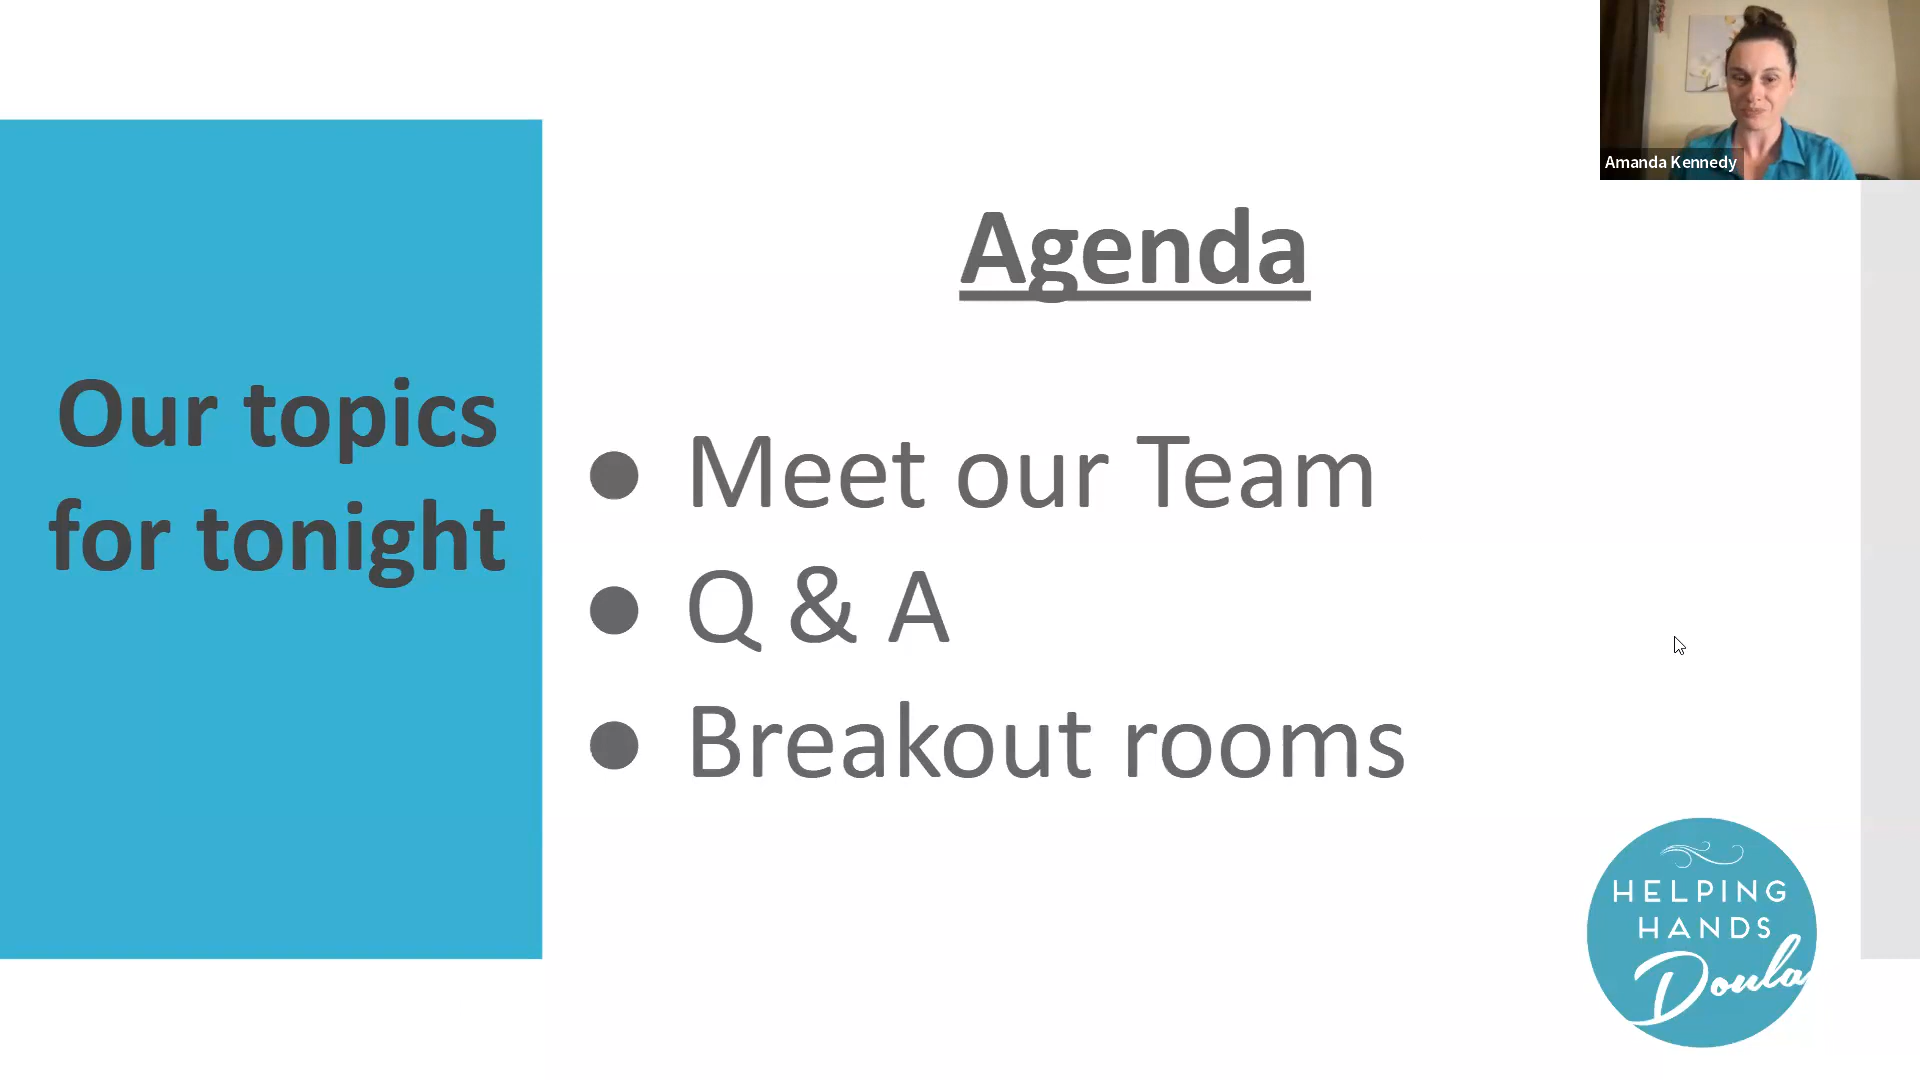 Amanda Kennedy
Agenda
Our topics
for tonight
● Meet our Team
● Q & A
● Breakout rooms
HELPING
HANDS
Doula